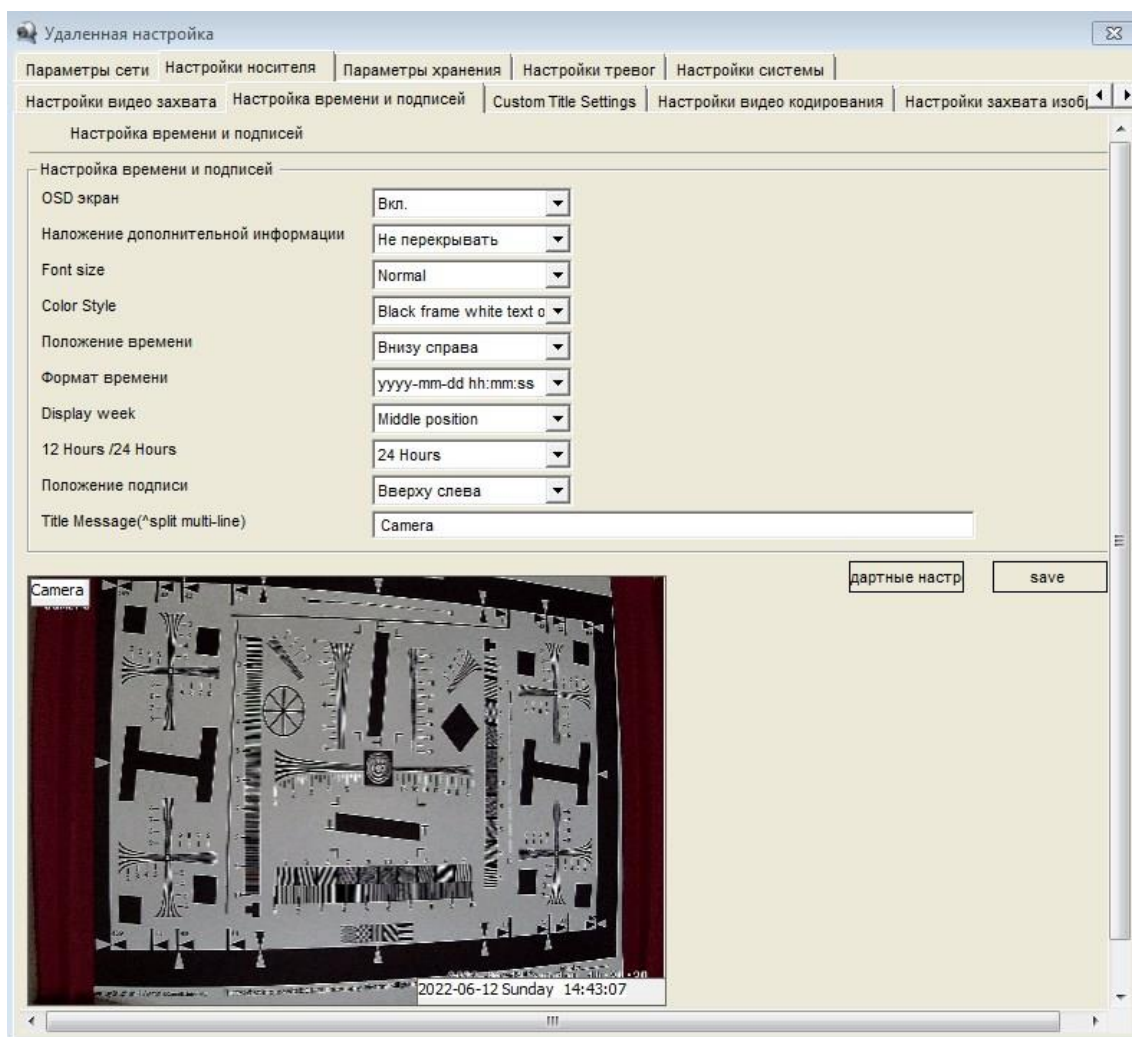 Удаленная настройка
Параметры сети Настройки носителя Параметры хранения Настройки тревог Настройки системы
Настройки видео захвата Настройка времени и подписей Custom Title Settings Настройки видео кодирования Настройки захвата изоб
Настройка времени и подписей
Настройка времени и подписей
OSD экран Вкл.
Наложение дополнительной информации Не перекрывать
Font size Normal
Color Style Black frame white text o
Положение времени Внизу справа
Формат времени yyyy-mm-dd hh:mm:ss
Display week Middle position
12 Hours /24 Hours 24 Hours
Положение подписи Вверху слева
Title Message(^split multi-line) Camera
дартные настр save
Camera
2022-06-12 Sunday 14:43:07